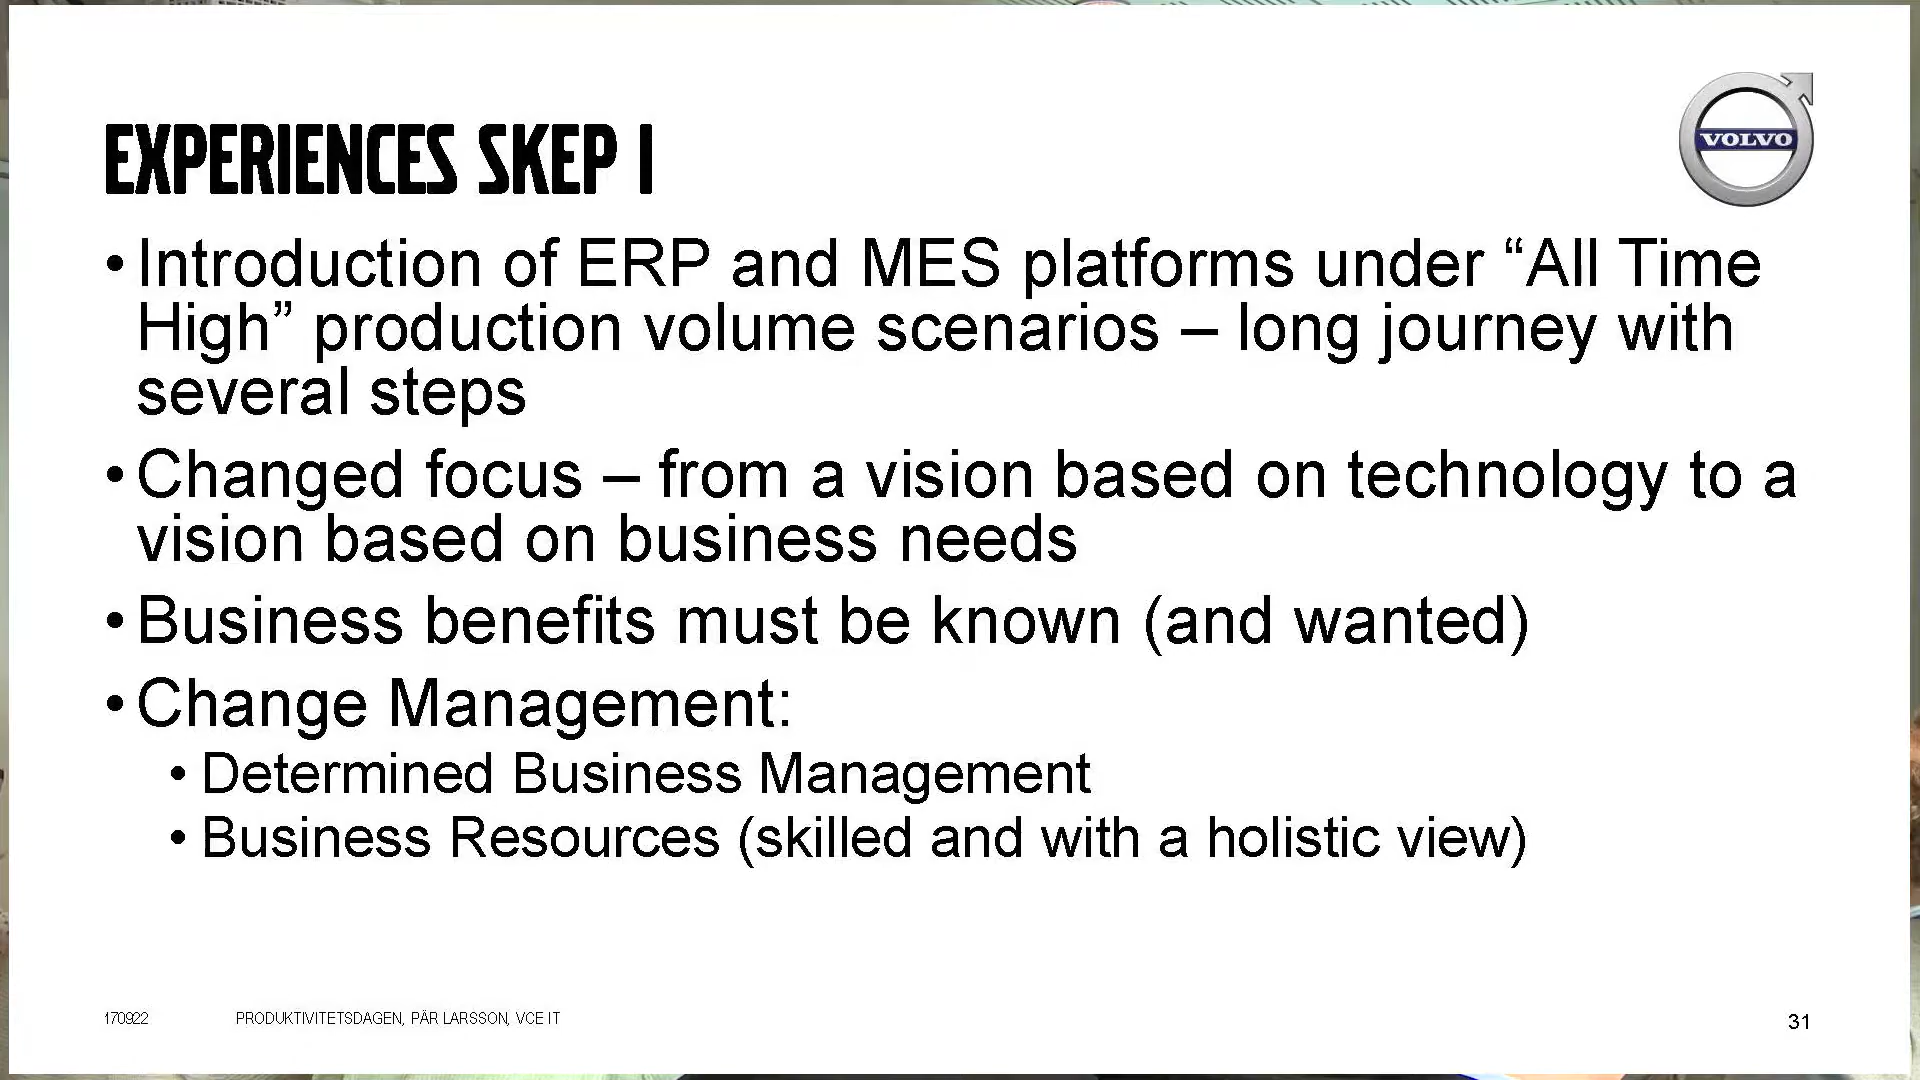 EXPERIENCES SKEP I
VOLVO
• Introduction of ERP and MES platforms under “All Time
High” production volume scenarios – long journey with
several steps
• Changed focus – from a vision based on technology to a
vision based on business needs
• Business benefits must be known (and wanted)
• Change Management:
• Determined Business Management
• Business Resources (skilled and with a holistic view)
170922 PRODUKTIVITETSDAGEN, PÄR LARSSON, VCE IT 31